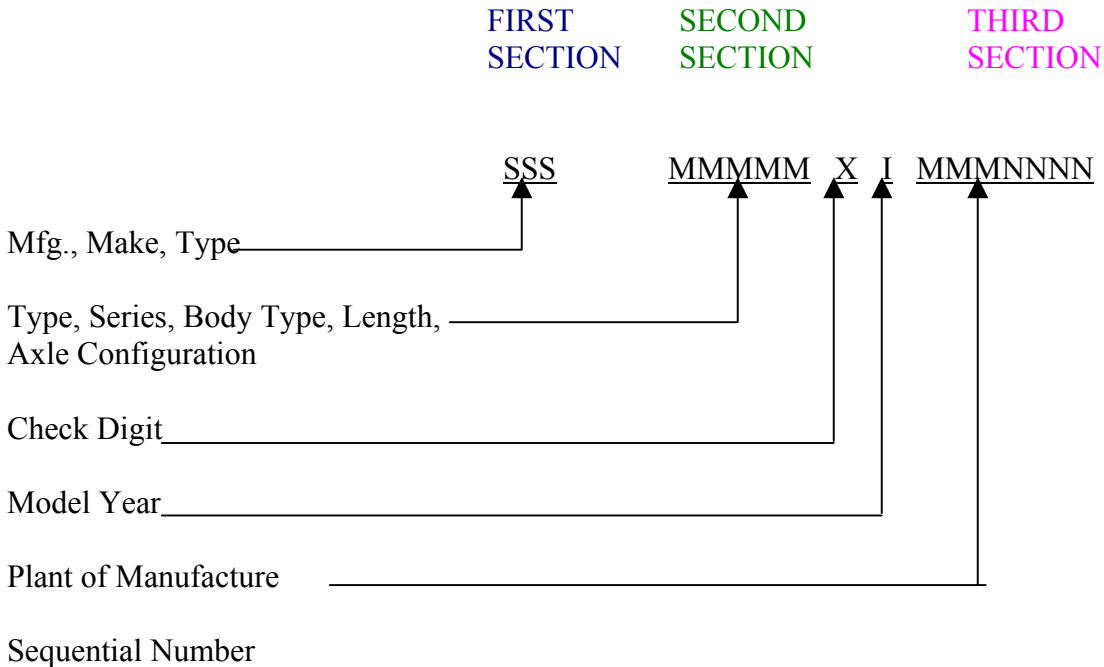 FIRST SECOND THIRD
SECTION SECTION SECTION
SSS MMMMM X I MMMNNNN
Mfg., Make, Type
Type, Series, Body Type, Length,
Axle Configuration
Check Digit
Model Year
Plant of Manufacture
Sequential Number